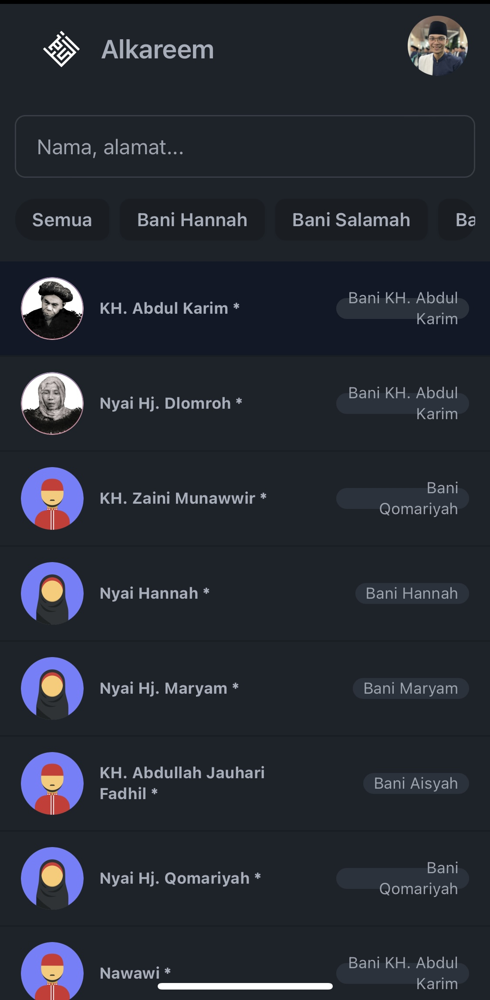 Alkareem
Nama, alamat...
Semua
Bani Hannah
Bani Salamah
Ba
KH. Abdul Karim *
Bani KH. Abdul
Karim
Nyai Hj. Dlomroh *
Bani KH. Abdul
Karim
KH. Zaini Munawwir *
Bani
Qomariyah
Nyai Hannah *
Bani Hannah
Nyai Hj. Maryam *
Bani Maryam
KH. Abdullah Jauhari
Fadhil *
Bani Aisyah
Nyai Hj. Qomariyah *
Bani
Qomariyah
Nawawi *
Bani KH. Abdul
Karim